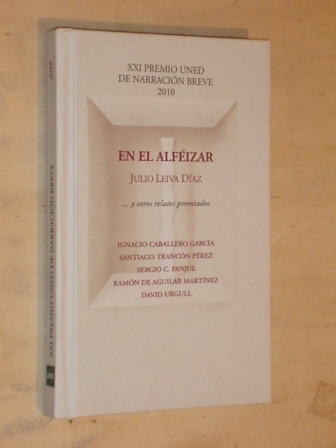 XXI PREMIO UNED
DE NARRACIÓN BREVE
2010
EN EL ALFÉIZAR
JULIO LEIVA DÍAZ
... y otros relatos premiados
IGNACIO CABALLERO GARCÍA
SANTIAGO TRANCÓN PÉREZ
SERGIO C. FANJUL
RAMÓN DE AGUILAR MARTÍNEZ
DAVID URGULL
2010
XXI PREMIO UNED DE NARRACIÓN BREVE